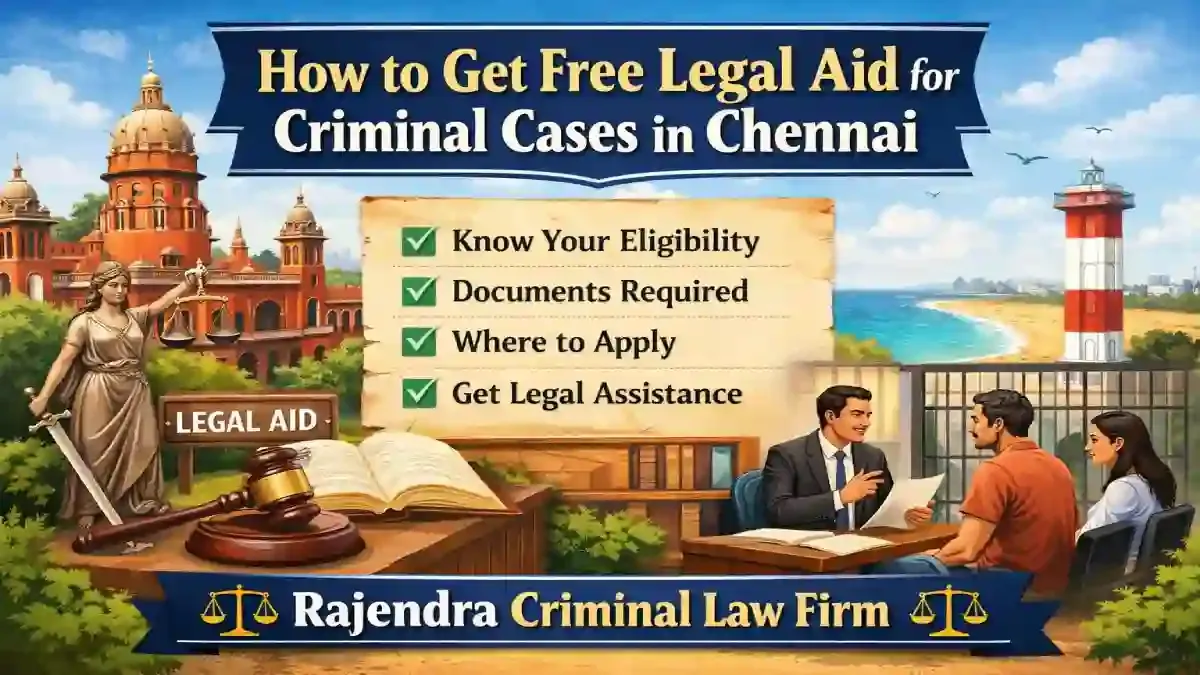 How to Get Free Legal Aid for
Criminal Cases in Chennai
Know Your Eligibility
Documents Required
Where to Apply
Get Legal Assistance
LEGAL AID
Rajendra Criminal Law Firm